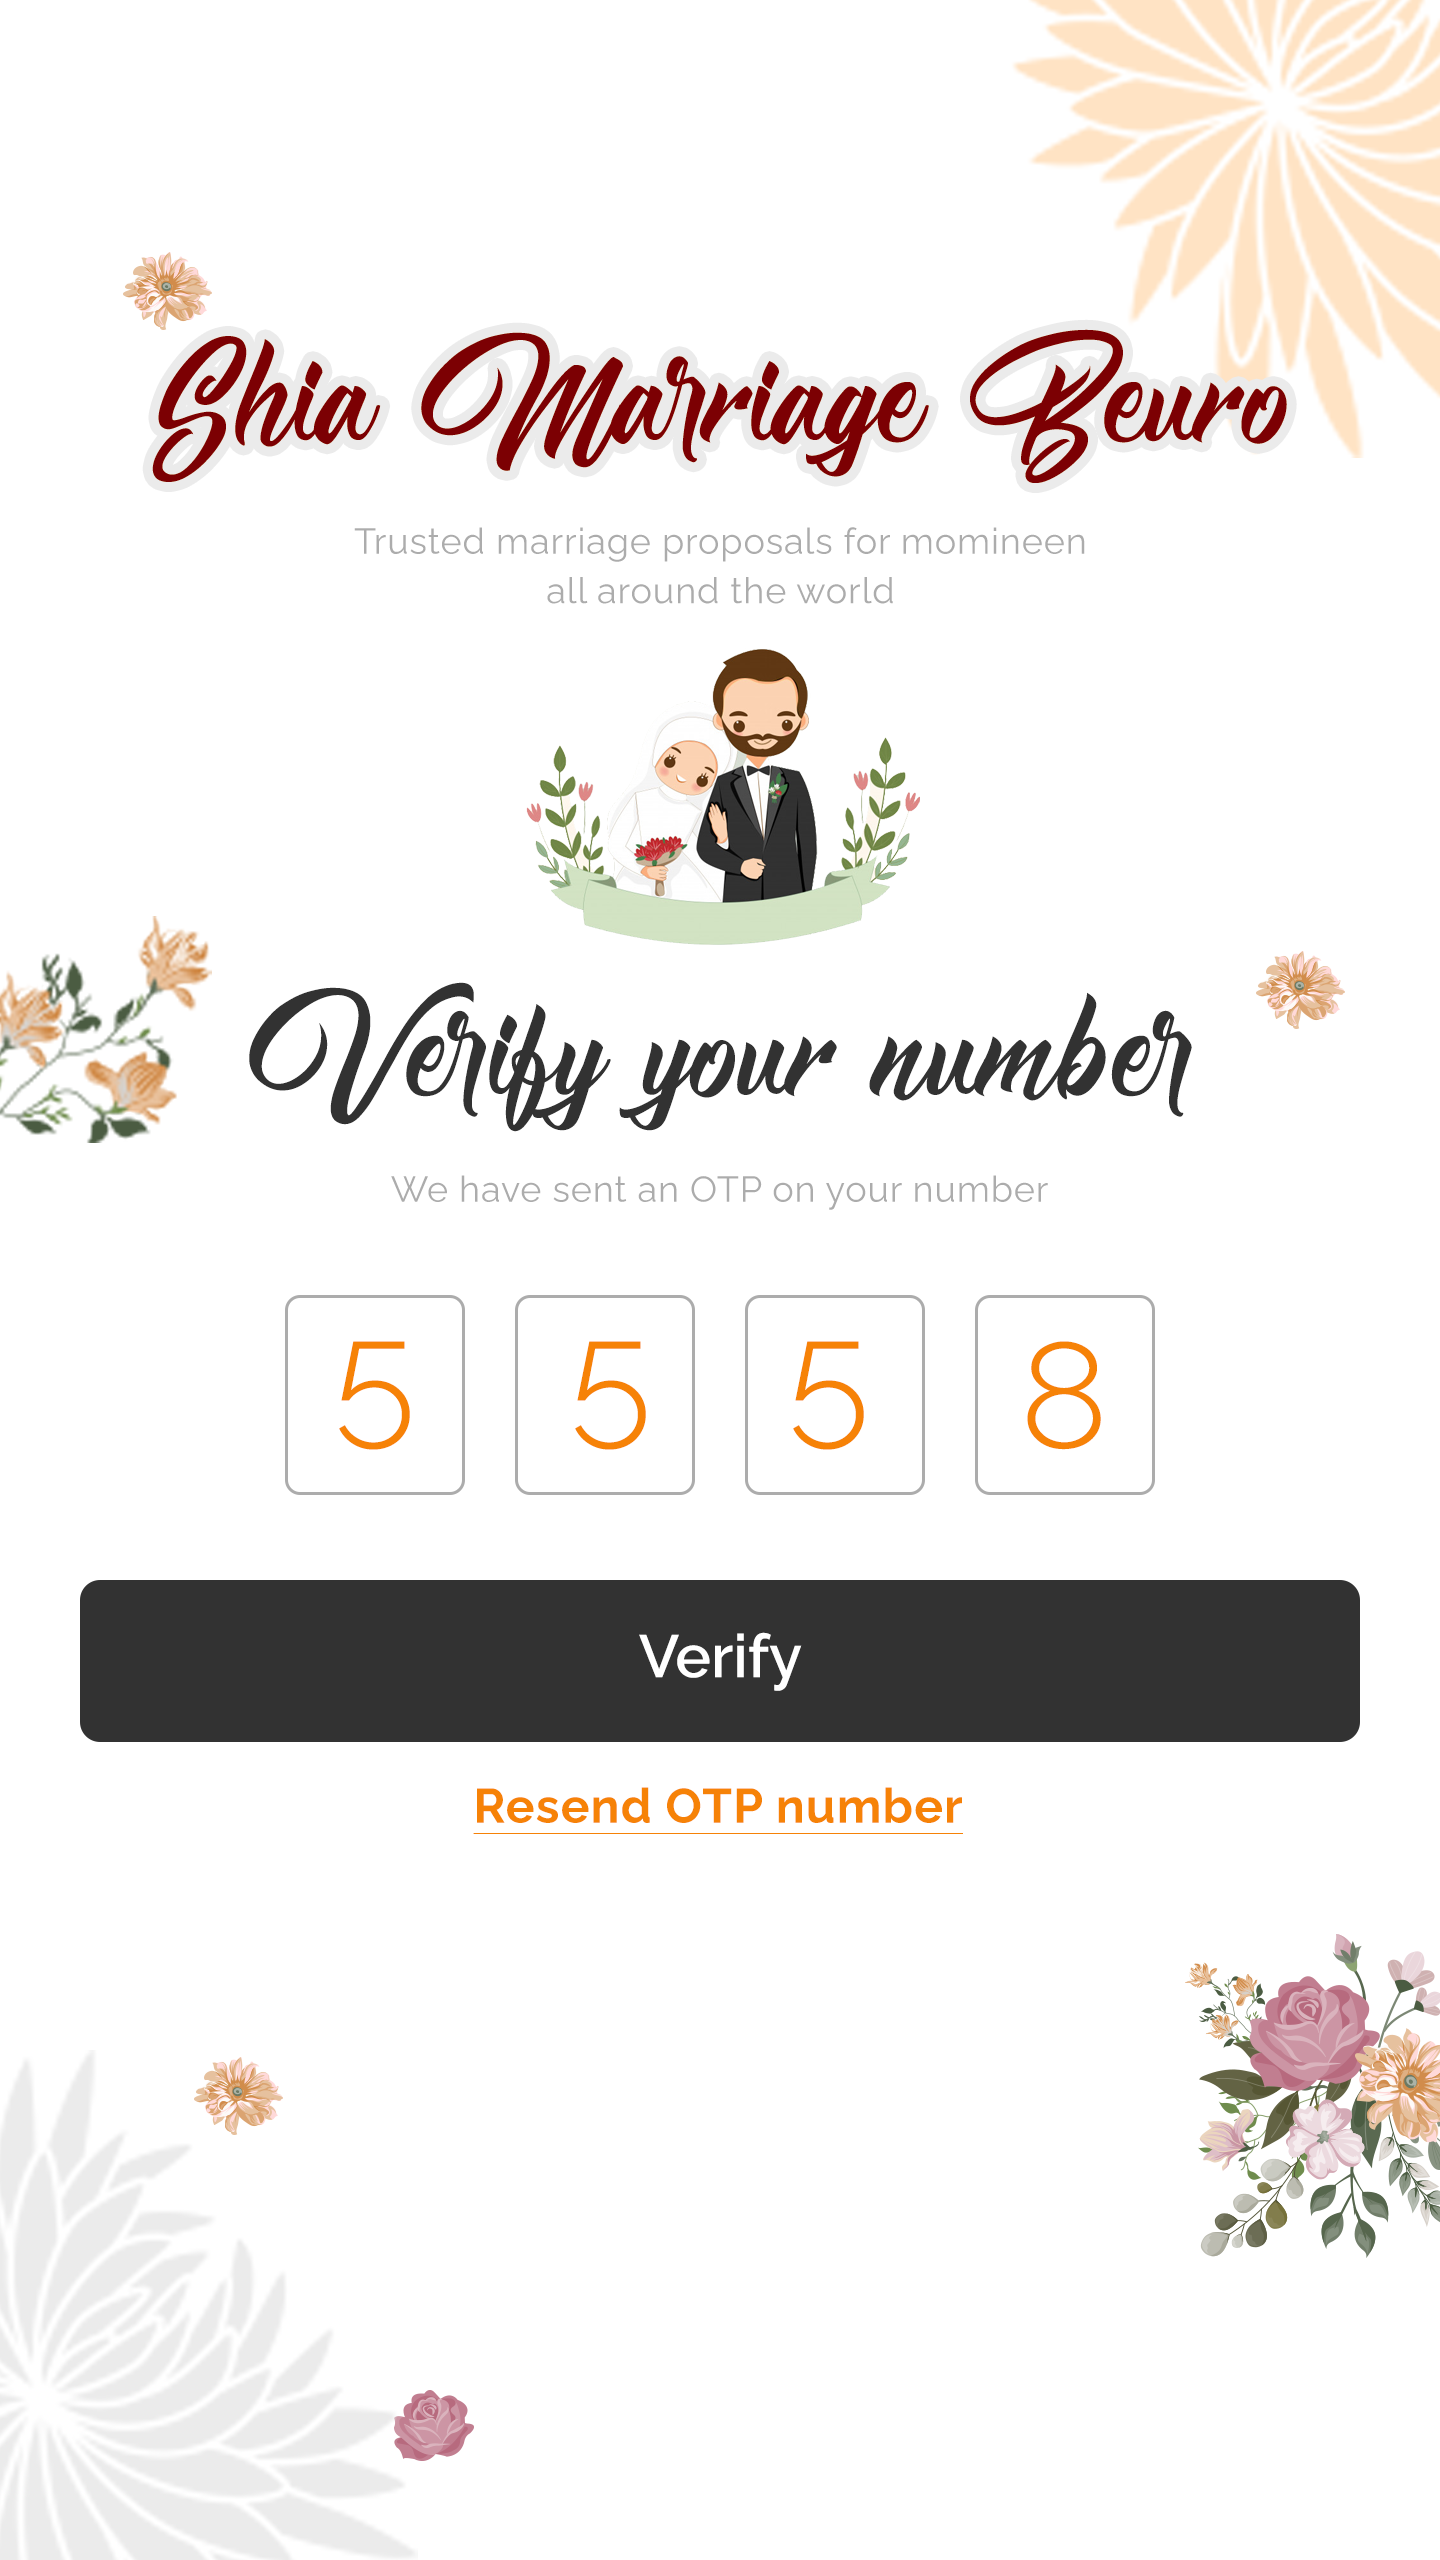 Shia Marriage Beuro
Trusted marriage proposals for momineen
all around the world
Verify your number
We have sent an OTP on your number
5 5 5 8
Verify
Resend OTP number